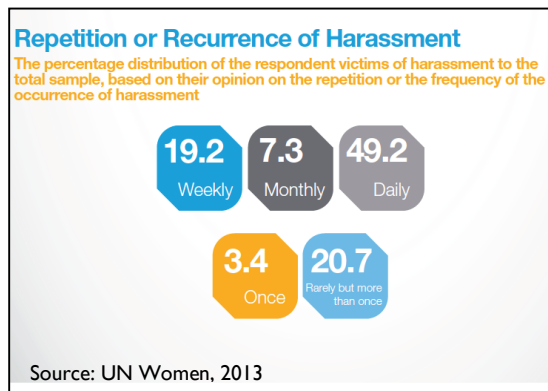 Repetition or Recurrence of Harassment
The percentage distribution of the respondent victims of harassment to the
total sample, based on their opinion on the repetition or the frequency of the
occurrence of harassment
19.2
Weekly
7.3
Monthly
49.2
Daily
3.4
Once
20.7
Rarely but more
than once
Source: UN Women, 2013